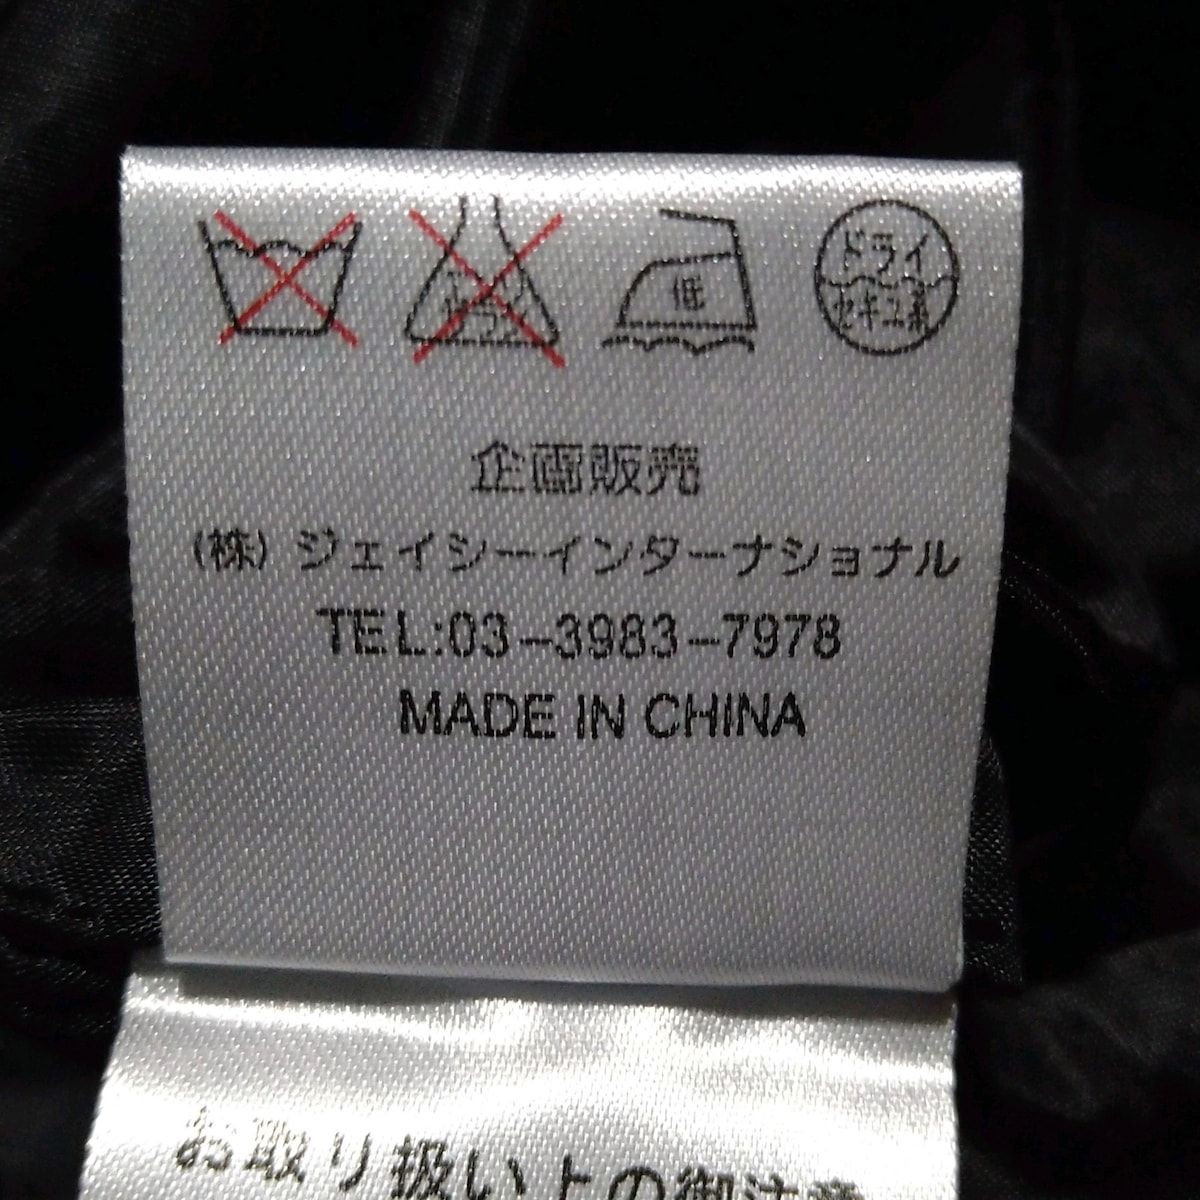 低
ドライ
セキユ系
企画販売
(株) ジェイシーインターナショナル
TEL:03-3983-7978
MADE IN CHINA
お取り扱い上の御注意